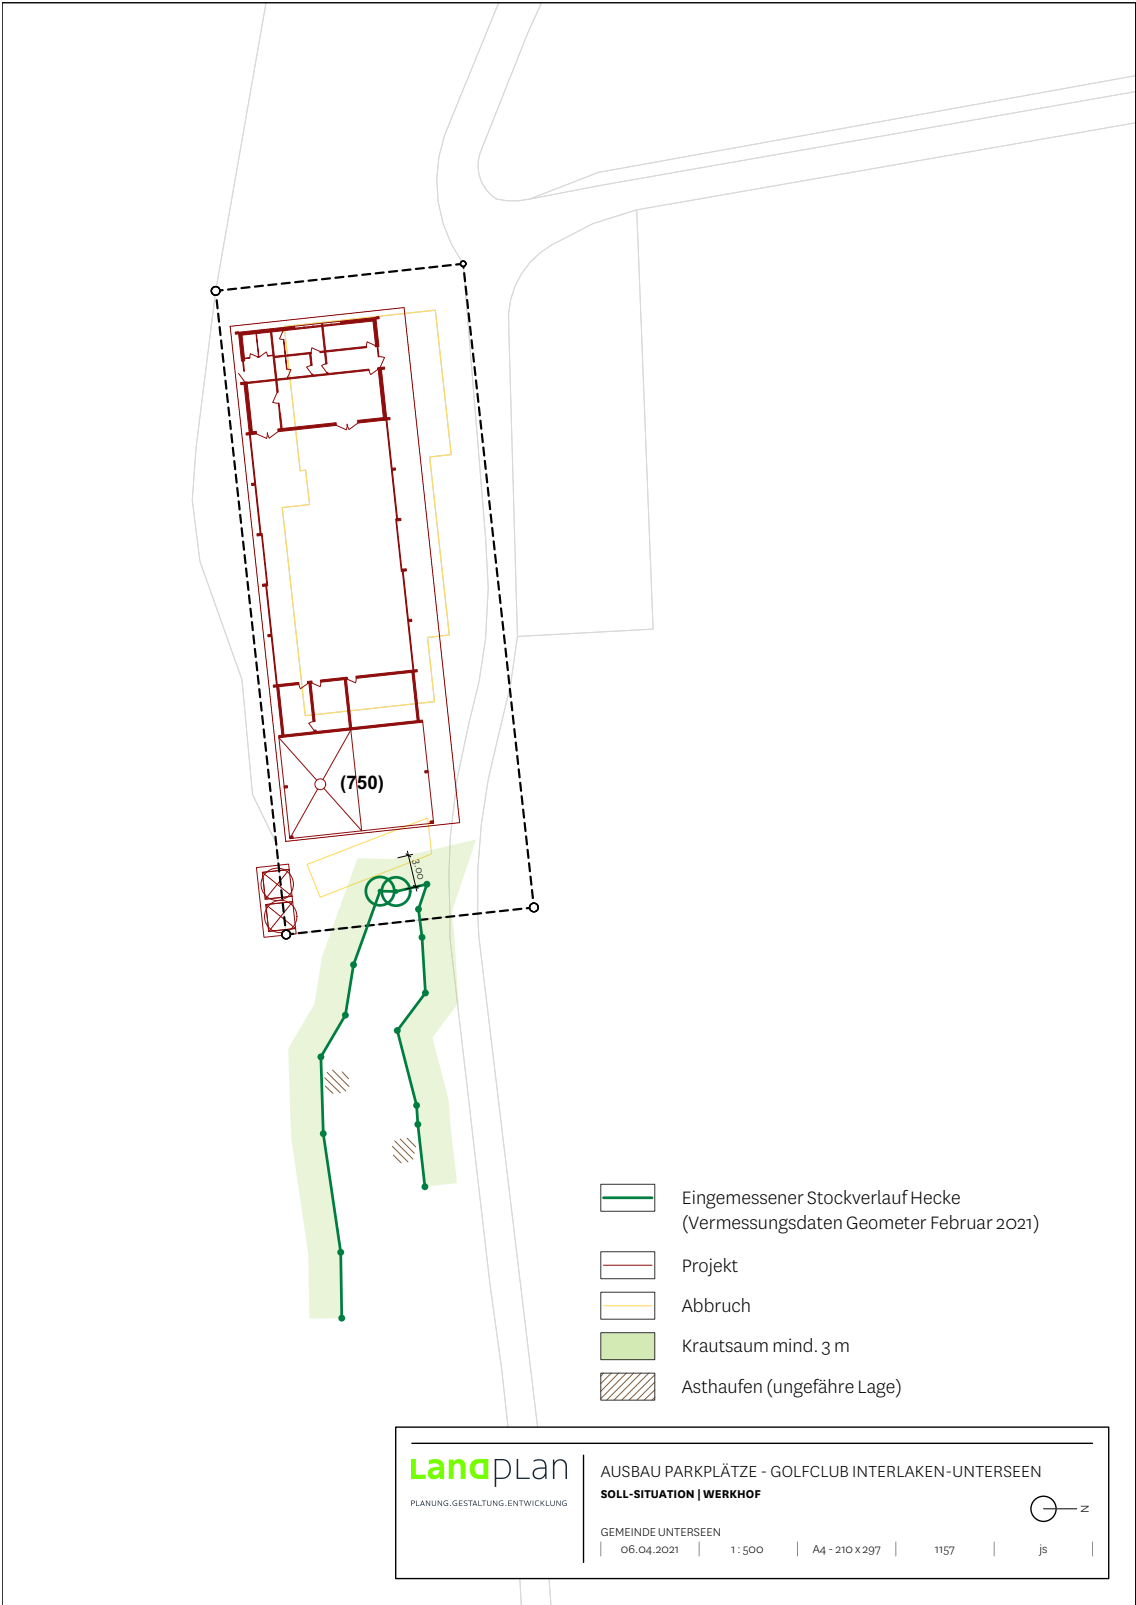 (750)
3.00
Eingemessener Stockverlauf Hecke
(Vermessungsdaten Geometer Februar 2021)
Projekt
Abbruch
Krautsaum mind. 3 m
Asthaufen (ungefähre Lage)
Landplan
PLANUNG.GESTALTUNG.ENTWICKLUNG
AUSBAU PARKPLÄTZE - GOLFCLUB INTERLAKEN-UNTERSEEN
SOLL-SITUATION | WERKHOF
N
GEMEINDE UNTERSEEN
06.04.2021 1 : 500 A4 - 210 x 297 1157 js